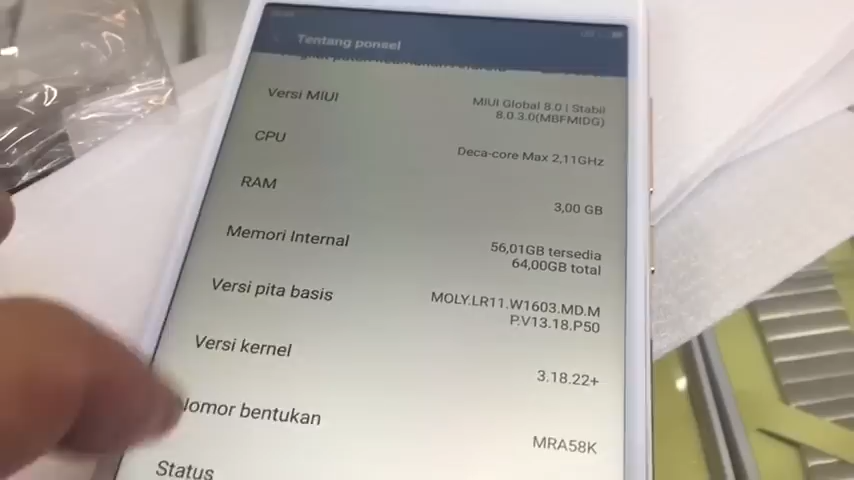 Tentang ponsel
Versi MIUI
MIUI Global 8.0 | Stabil
8.0.3.0(MBFMIDG)
CPU
Deca-core Max 2,11GHz
RAM
3,00 GB
Memori Internal
56,01GB tersedia
64,00GB total
Versi pita basis
MOLY.LR11.W1603.MD.M
P.V13.18.P50
Versi kernel
3.18.22+
Nomor bentukan
MRA58K
Status